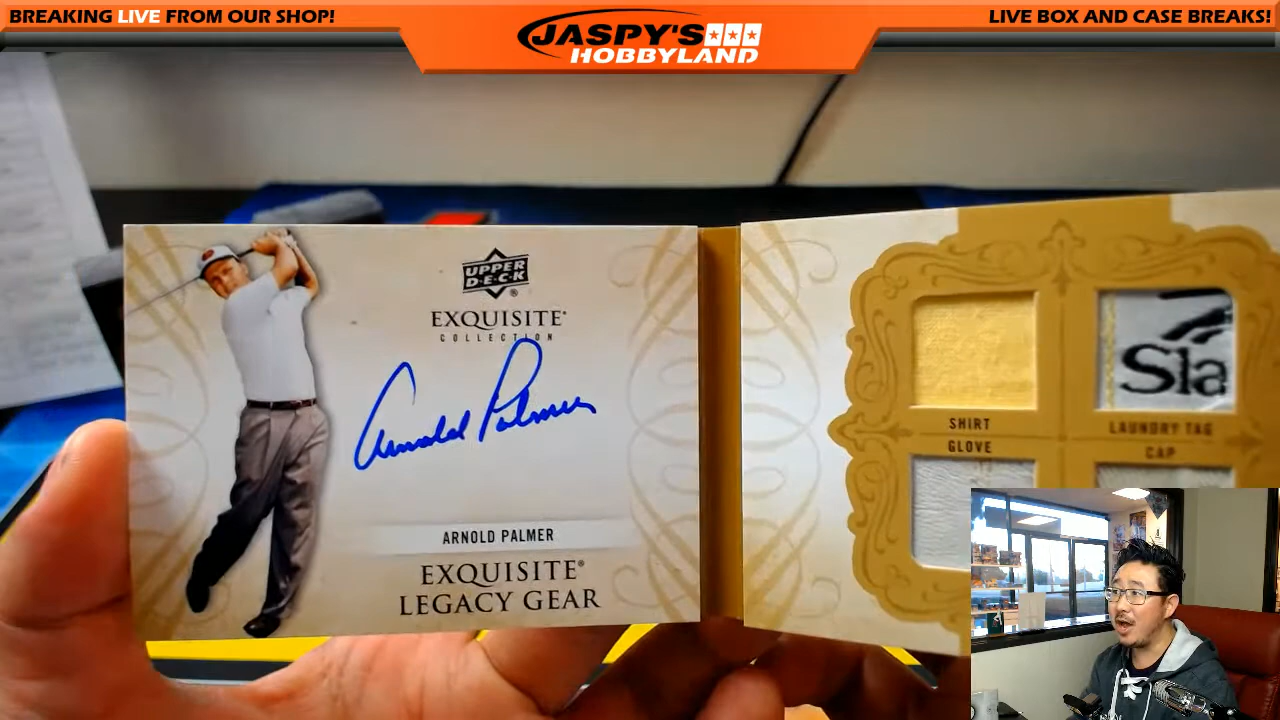 BREAKING LIVE FROM OUR SHOP!
JASPY'S
HOBBYLAND
LIVE BOX AND CASE BREAKS!
UPPER
D·E·C·K
EXQUISITE®
COLLECTION
Arnold Palmer
ARNOLD PALMER
EXQUISITE®
LEGACY GEAR
SHIRT
GLOVE
Sla
LAUNDRY TAG
CAP